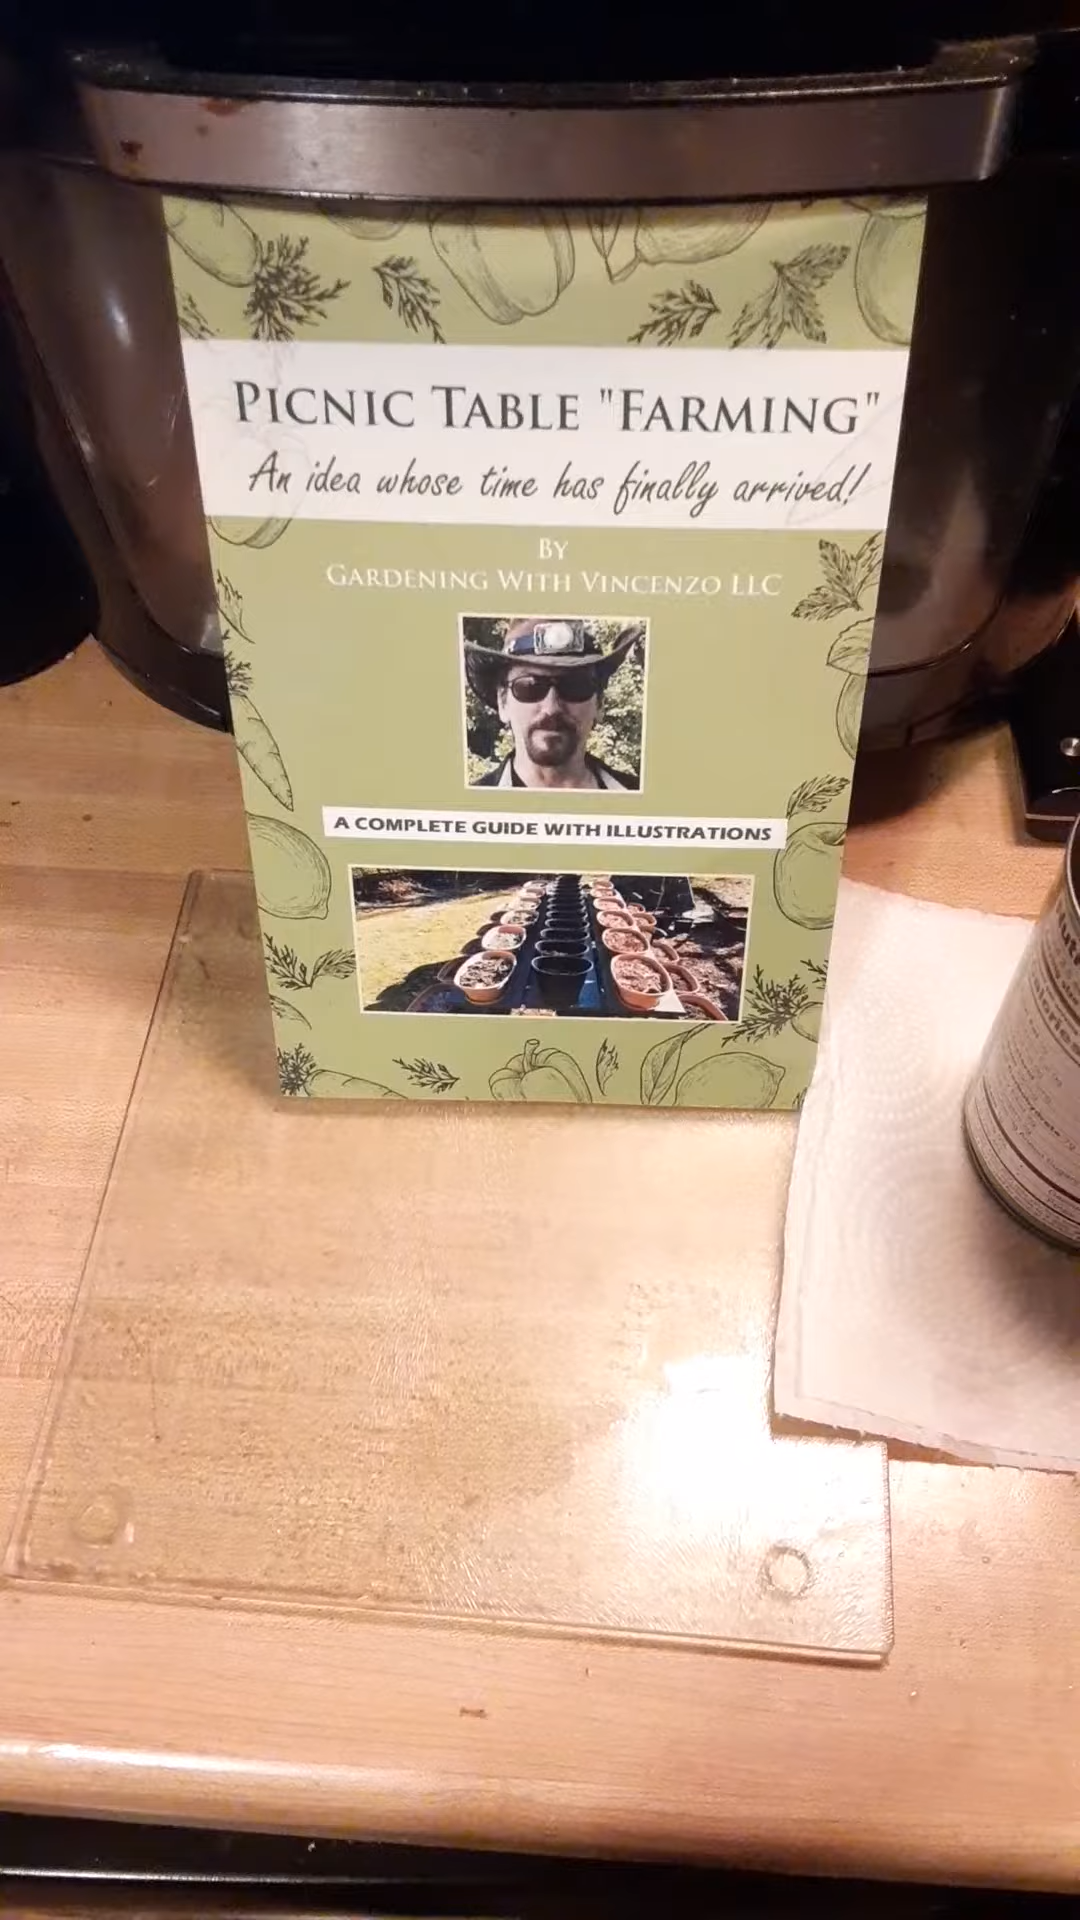 PICNIC TABLE "FARMING"
An idea whose time has finally arrived!
BY
GARDENING WITH VINCENZO LLC
A COMPLETE GUIDE WITH ILLUSTRATIONS